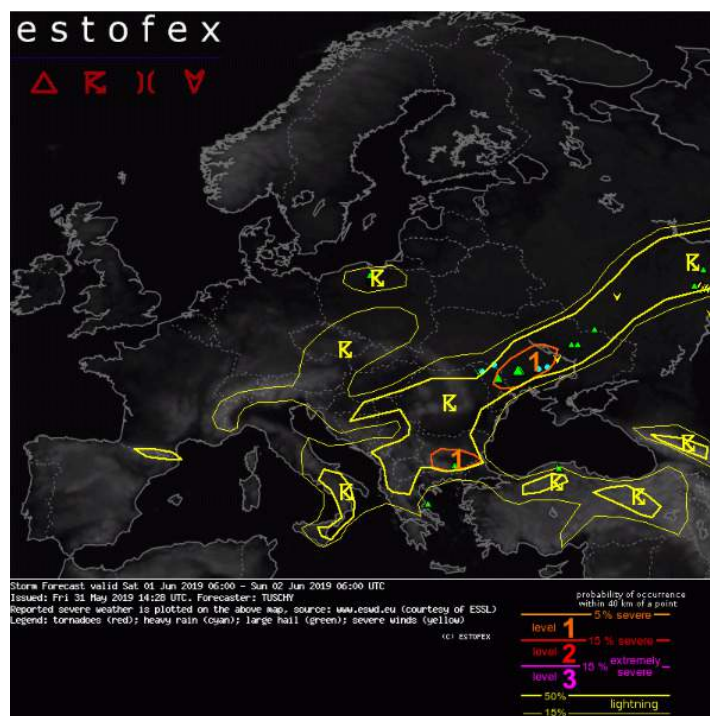 estofex
1
1
Storm Forecast valid Sat 01 Jun 2019 06:00 - Sun 02 Jun 2019 06:00 UTC
Issued: Fri 31 May 2019 14:28 UTC. Forecaster: TUSCHY
Reported severe weather is plotted on the above map, source: www.eswd.eu (courtesy of ESSL)
Legend: tornadoes (red); heavy rain (cyan); large hail (green); severe winds (yellow)
(C) ESTOFEX
probability of occurrence
within 40 km of a point
5% severe
level 1
15 % severe
level 2
15 % extremely severe
level 3
50%
lightning
15%